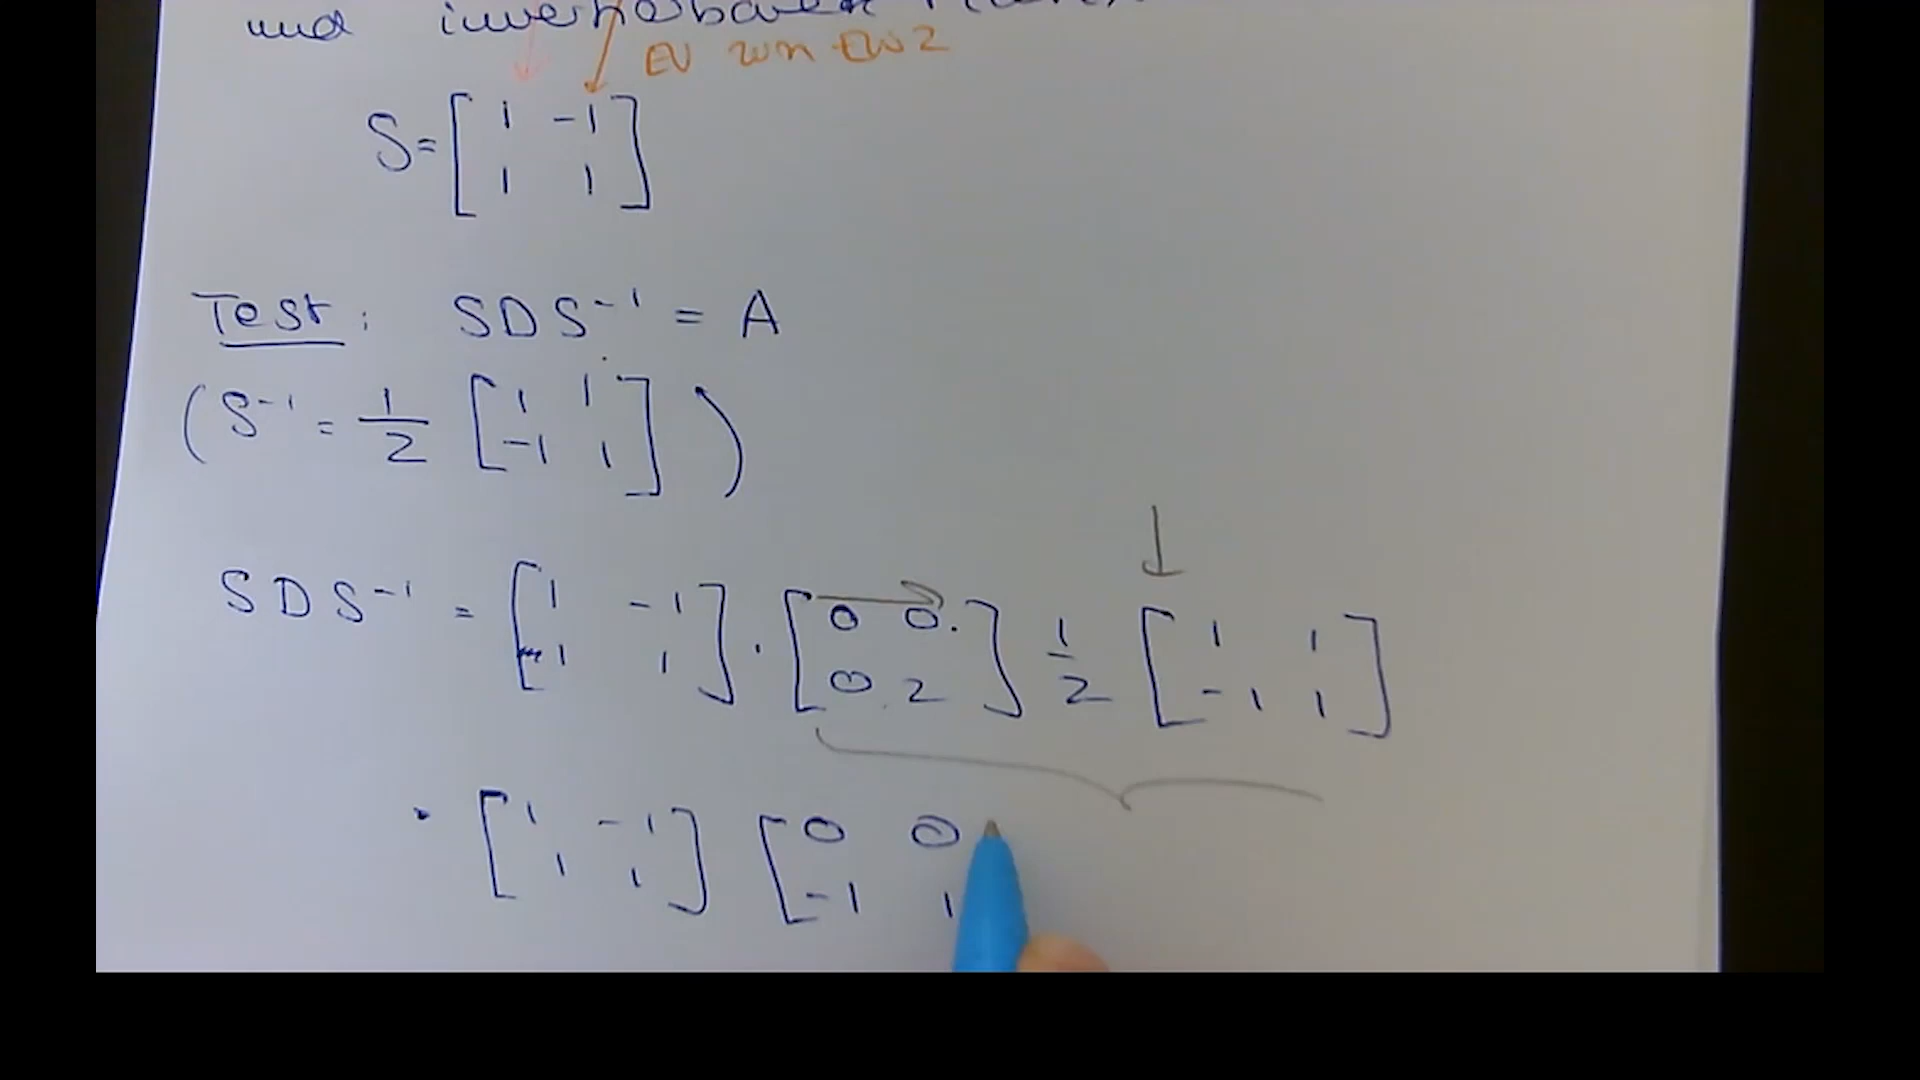 und invertierbaren
EV zum EW 2
S = [ 1 -1
1 1 ]
Test: S D S⁻¹ = A
( S⁻¹ = 1/2 [ 1 1
-1 1 ] )
S D S⁻¹ = [ 1 -1 ] · [ 0 0 ] 1/2 [ 1 1 ]
[ 1 1 ] [ 0 2 ] [ -1 1 ]
[ 1 -1 ] [ 0 0
[ 1 1 ] [ -1 1